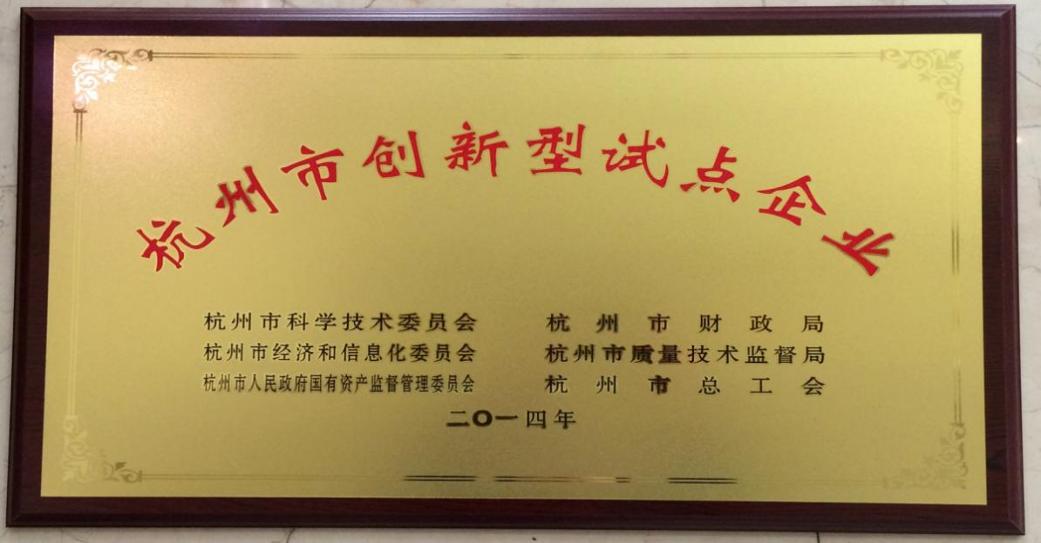 杭州市创新型试点企业
杭州市科学技术委员会 杭州市财政局
杭州市经济和信息化委员会 杭州市质量技术监督局
杭州市人民政府国有资产监督管理委员会 杭州市总工会
二〇一四年